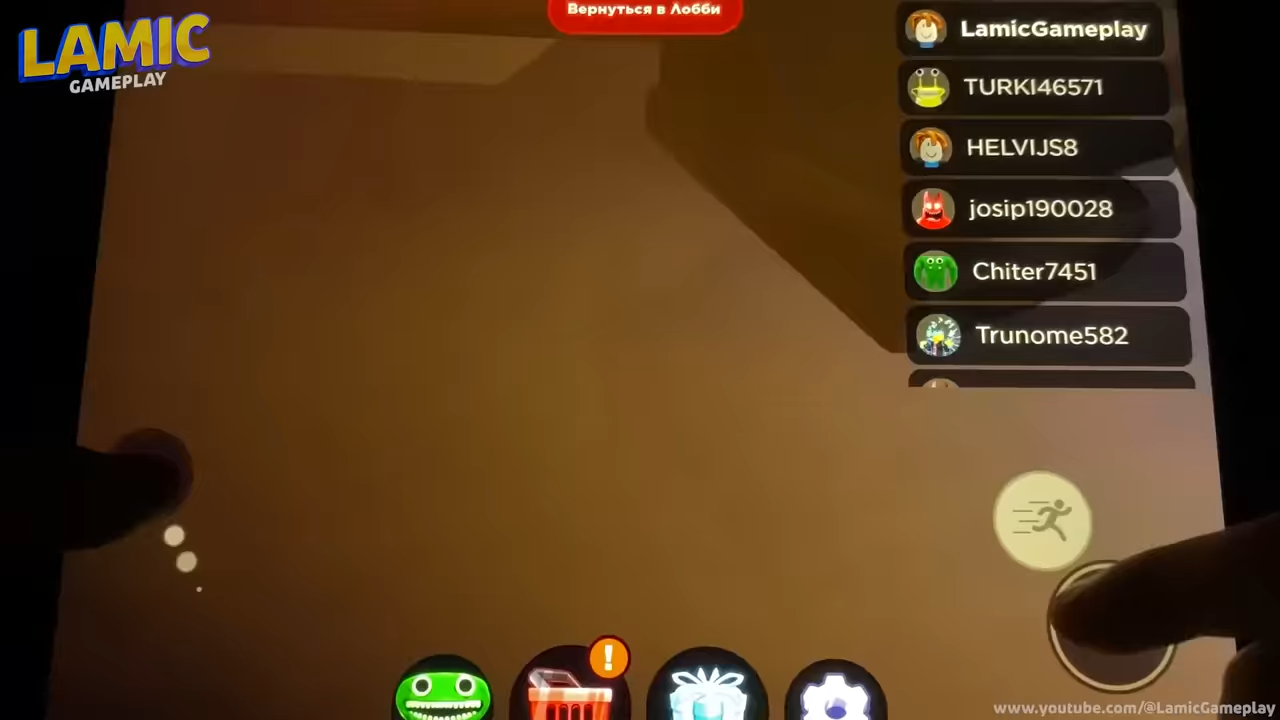 LAMIC
GAMEPLAY
Вернуться в Лобби
LamicGameplay
TURKI46571
HELVIJS8
josip190028
Chiter7451
Trunome582
!
www.youtube.com/@LamicGameplay